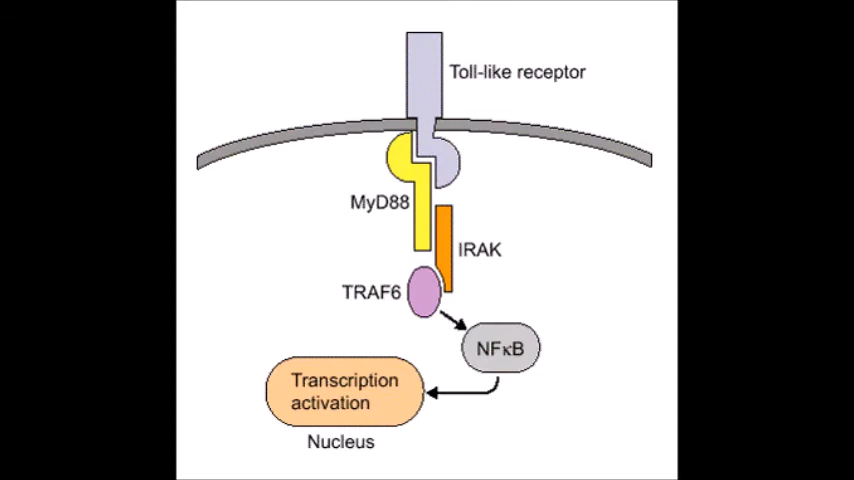 Toll-like receptor
MyD88
IRAK
TRAF6
NFκB
Transcription
activation
Nucleus